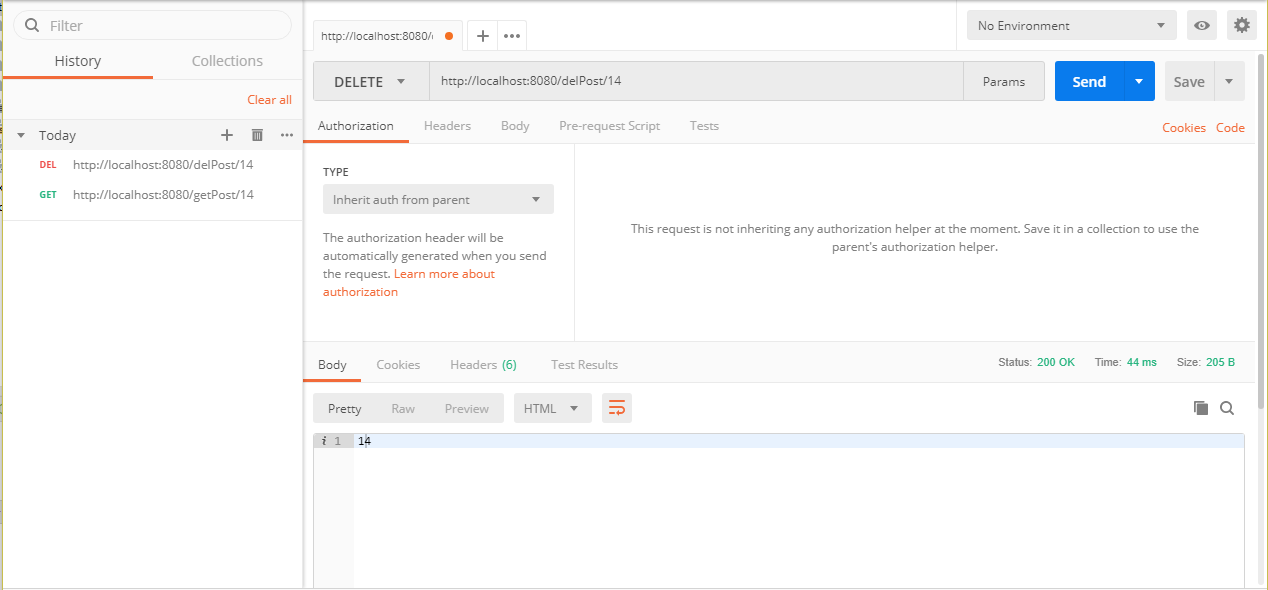 Filter
History Collections
Clear all
Today
DEL http://localhost:8080/delPost/14
GET http://localhost:8080/getPost/14
http://localhost:8080/
No Environment
DELETE http://localhost:8080/delPost/14 Params Send Save
Authorization Headers Body Pre-request Script Tests Cookies Code
TYPE
Inherit auth from parent
The authorization header will be
automatically generated when you send
the request. Learn more about
authorization
This request is not inheriting any authorization helper at the moment. Save it in a collection to use the
parent's authorization helper.
Body Cookies Headers (6) Test Results Status: 200 OK Time: 44 ms Size: 205 B
Pretty Raw Preview HTML
i 1 14